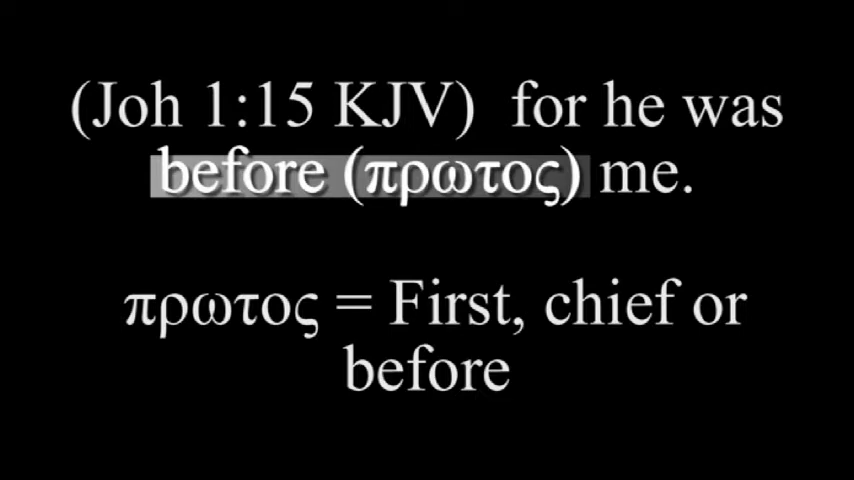 (Joh 1:15 KJV) for he was
before (πρωτος) me.
πρωτος = First, chief or
before